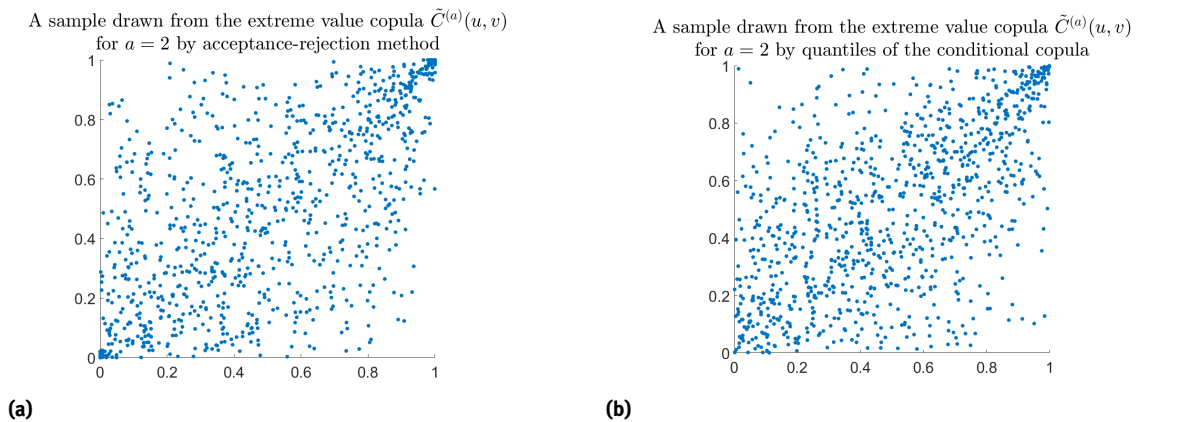 A sample drawn from the extreme value copula C̃⁽ᵃ⁾(u, v)
for a = 2 by acceptance-rejection method
1
0.8
0.6
0.4
0.2
0
0 0.2 0.4 0.6 0.8 1
(a)
A sample drawn from the extreme value copula C̃⁽ᵃ⁾(u, v)
for a = 2 by quantiles of the conditional copula
1
0.8
0.6
0.4
0.2
0
0 0.2 0.4 0.6 0.8 1
(b)